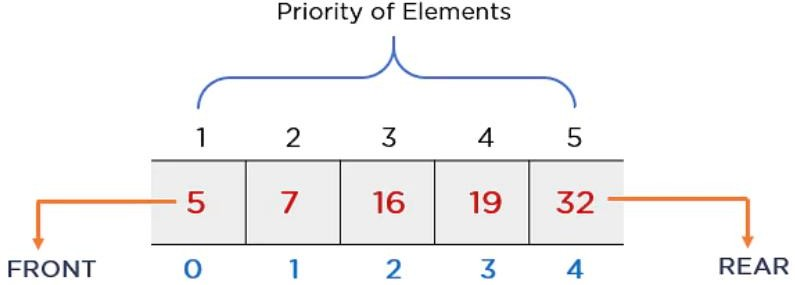 Priority of Elements
1 2 3 4 5
5 7 16 19 32
FRONT 0 1 2 3 4 REAR